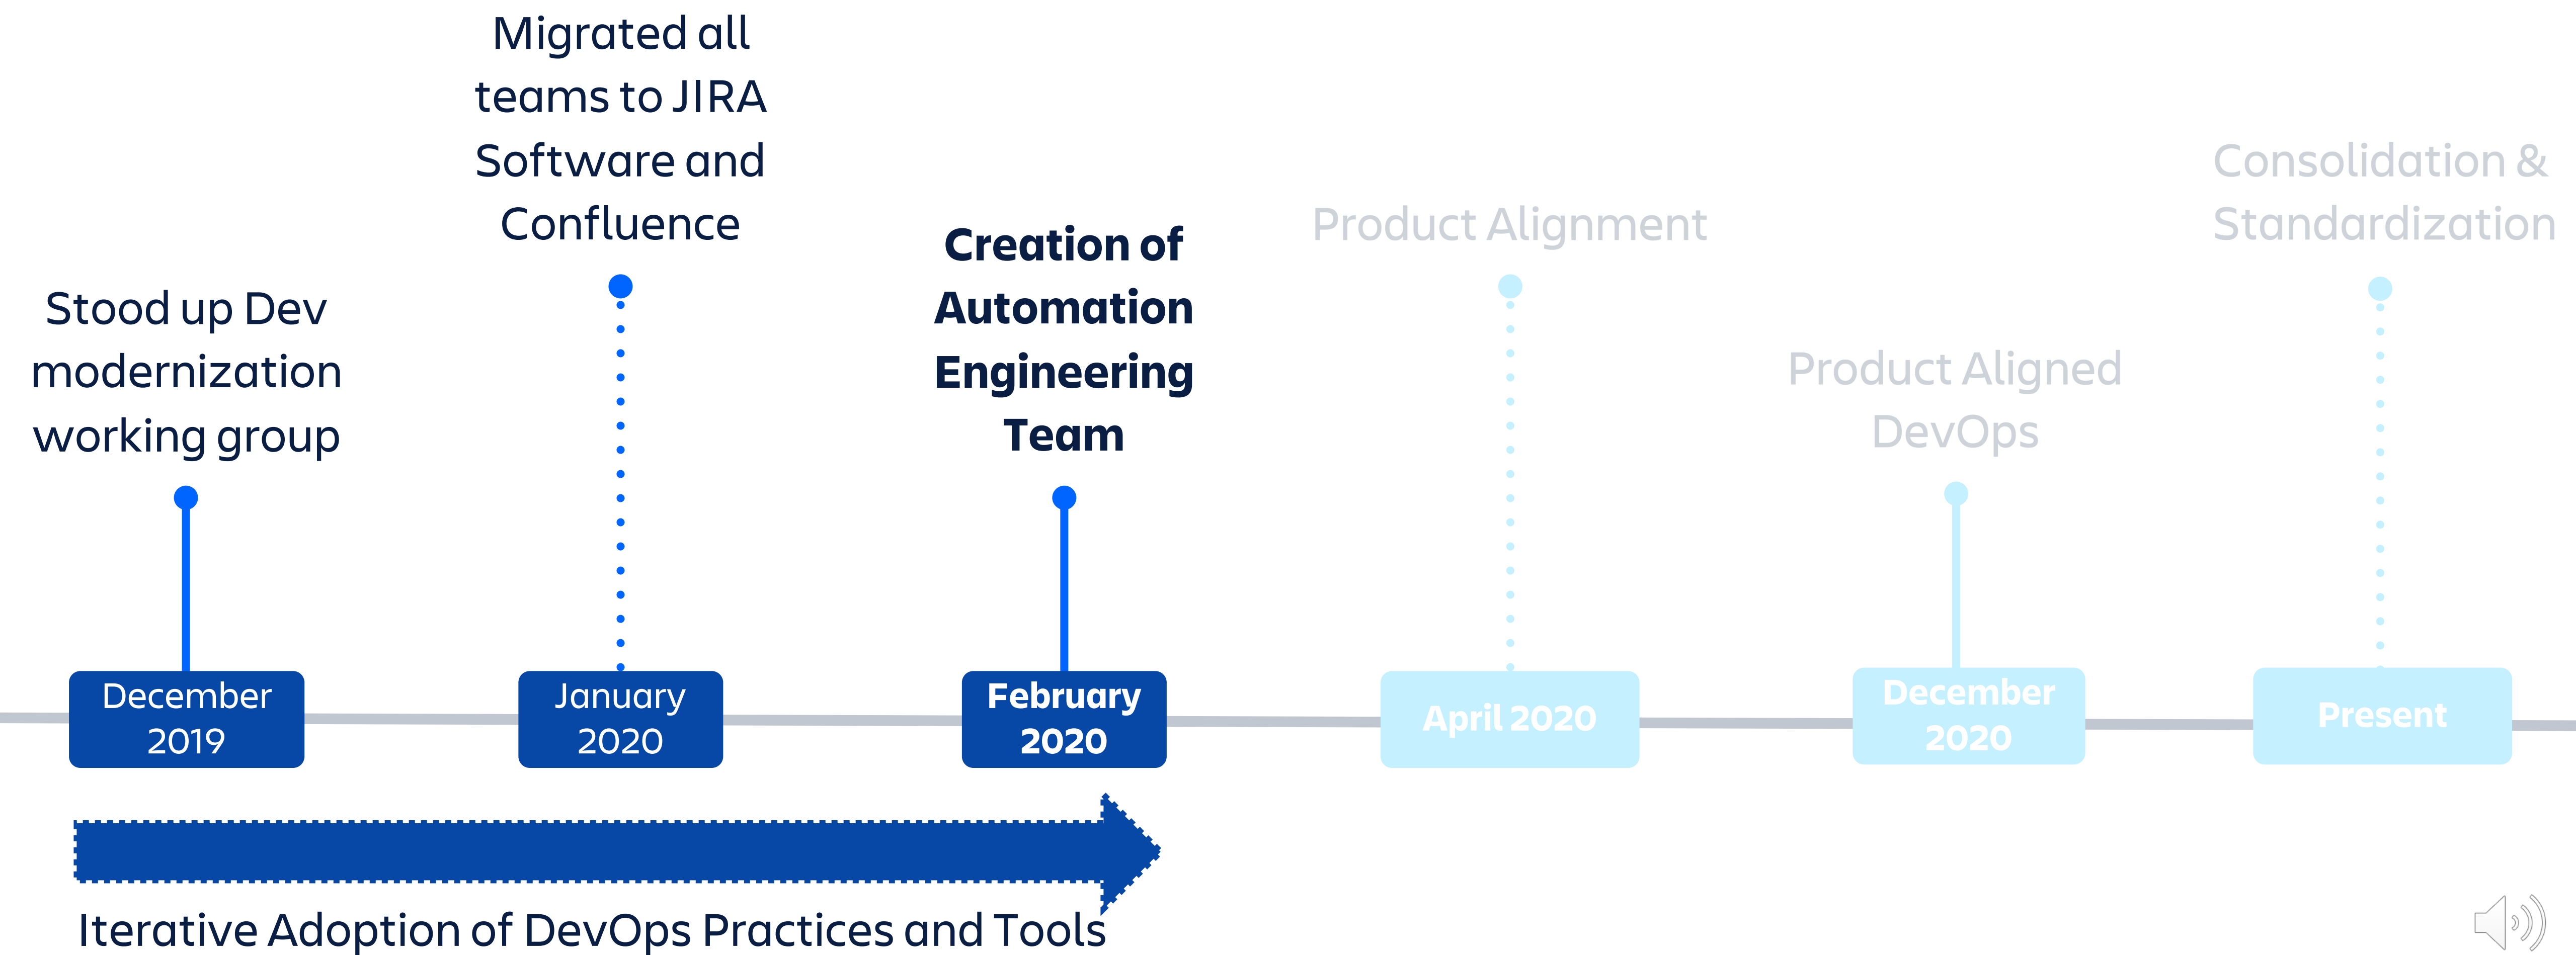 Stood up Dev
modernization
working group
Migrated all
teams to JIRA
Software and
Confluence
Creation of
Automation
Engineering
Team
Product Alignment
Product Aligned
DevOps
Consolidation &
Standardization
December
2019
January
2020
February
2020
April 2020
December
2020
Present
Iterative Adoption of DevOps Practices and Tools